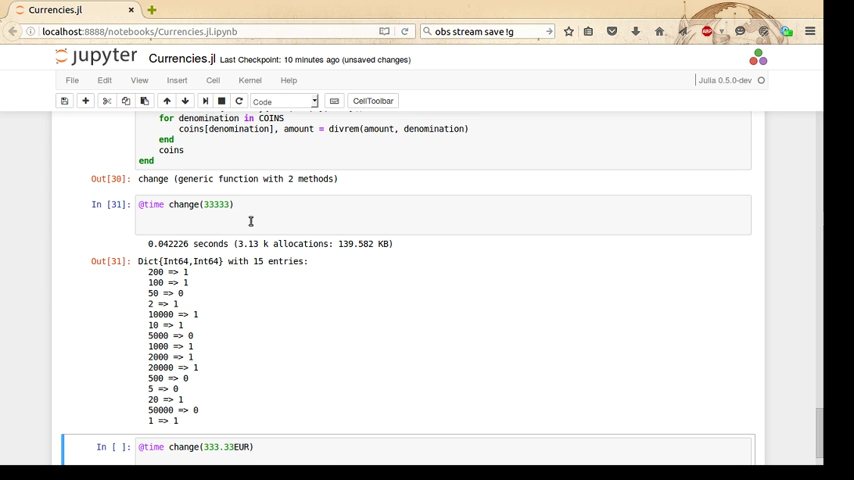 Currencies.jl
localhost:8888/notebooks/Currencies.jl.ipynb
obs stream save !g
jupyter Currencies.jl Last Checkpoint: 10 minutes ago (unsaved changes)
File Edit View Insert Cell Kernel Help
Julia 0.5.0-dev
Code
CellToolbar
for denomination in COINS
coins[denomination], amount = divrem(amount, denomination)
end
coins
end
Out[30]: change (generic function with 2 methods)
In [31]: @time change(33333)
0.042226 seconds (3.13 k allocations: 139.582 KB)
Out[31]: Dict{Int64,Int64} with 15 entries:
200 => 1
100 => 1
50 => 0
2 => 1
10000 => 1
10 => 1
5000 => 0
1000 => 1
2000 => 1
20000 => 1
500 => 0
5 => 0
20 => 1
50000 => 0
1 => 1
In [ ]: @time change(333.33EUR)